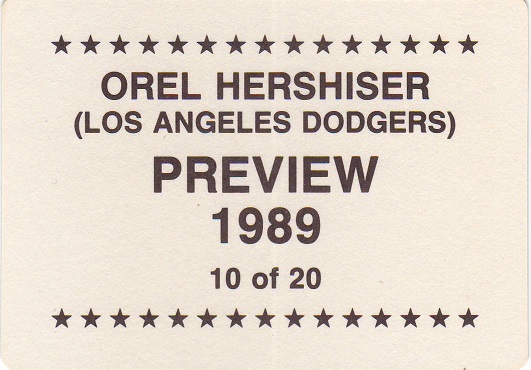 OREL HERSHISER
(LOS ANGELES DODGERS)
PREVIEW
1989
10 of 20